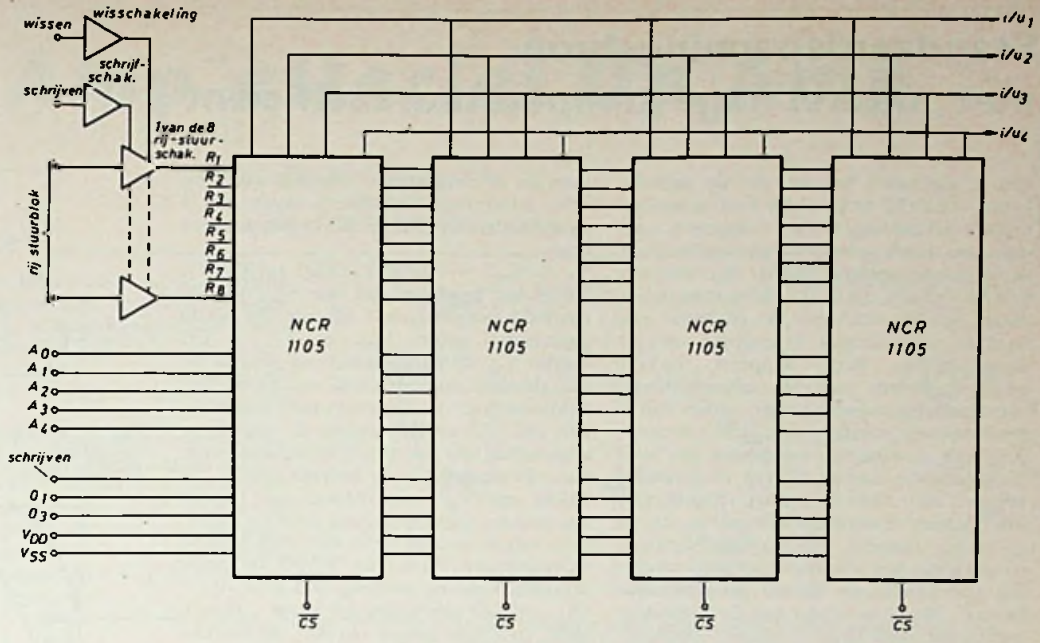 wissen
wisschakeling
schrijf-
schak.
schrijven
1 van de 8
rij-stuur-
schak.
rij stuurblok
R1
R2
R3
R4
R5
R6
R7
R8
i/u1
i/u2
i/u3
i/u4
NCR
1105
NCR
1105
NCR
1105
NCR
1105
A0
A1
A2
A3
A4
schrijven
O1
O3
VDD
VSS
CS
CS
CS
CS